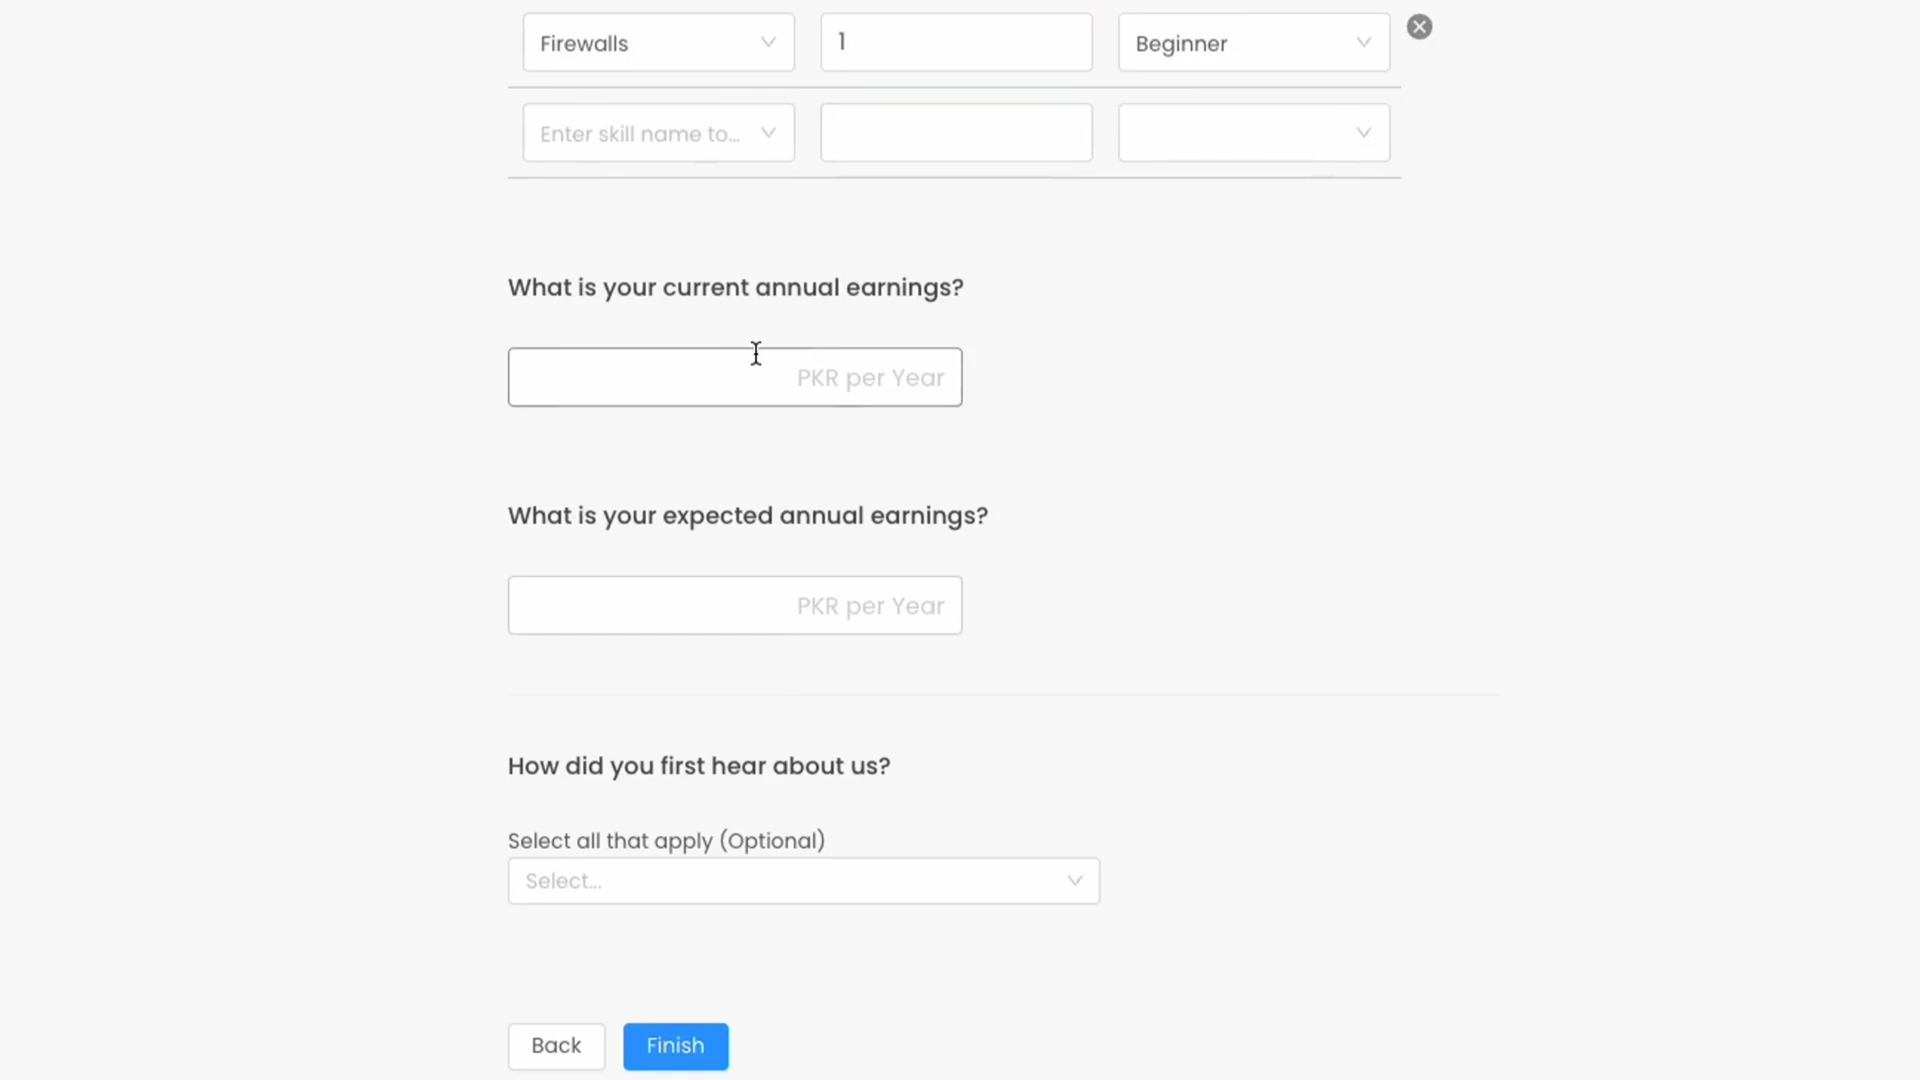 Firewalls 1 Beginner
Enter skill name to...
What is your current annual earnings?
PKR per Year
What is your expected annual earnings?
PKR per Year
How did you first hear about us?
Select all that apply (Optional)
Select...
Back Finish